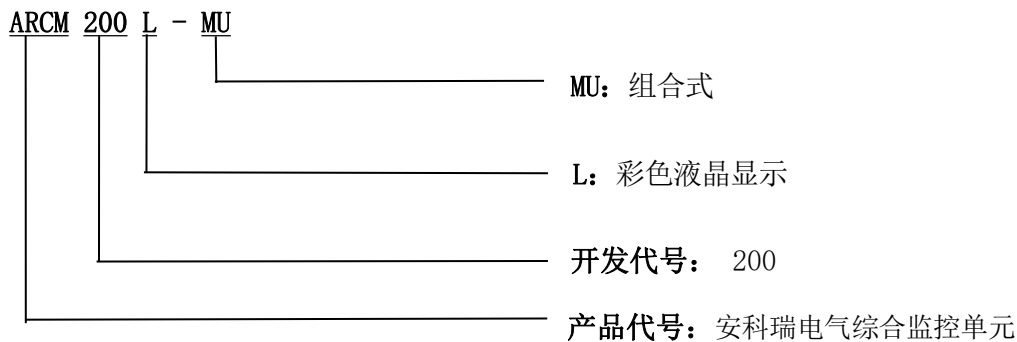 ARCM 200 L - MU
MU：组合式
L：彩色液晶显示
开发代号： 200
产品代号：安科瑞电气综合监控单元